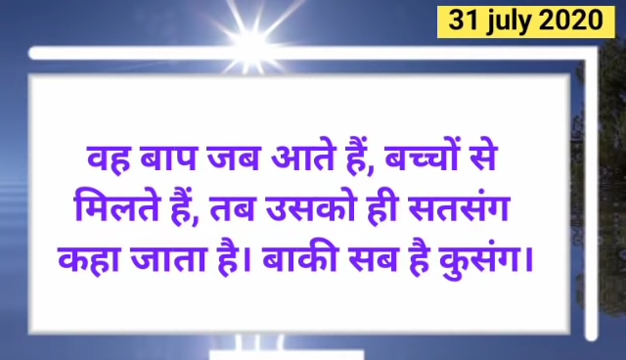 31 july 2020
वह बाप जब आते हैं, बच्चों से
मिलते हैं, तब उसको ही सतसंग
कहा जाता है। बाकी सब है कुसंग।